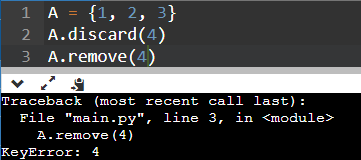 1 A = {1, 2, 3}
2 A.discard(4)
3 A.remove(4)
Traceback (most recent call last):
  File "main.py", line 3, in <module>
    A.remove(4)
KeyError: 4